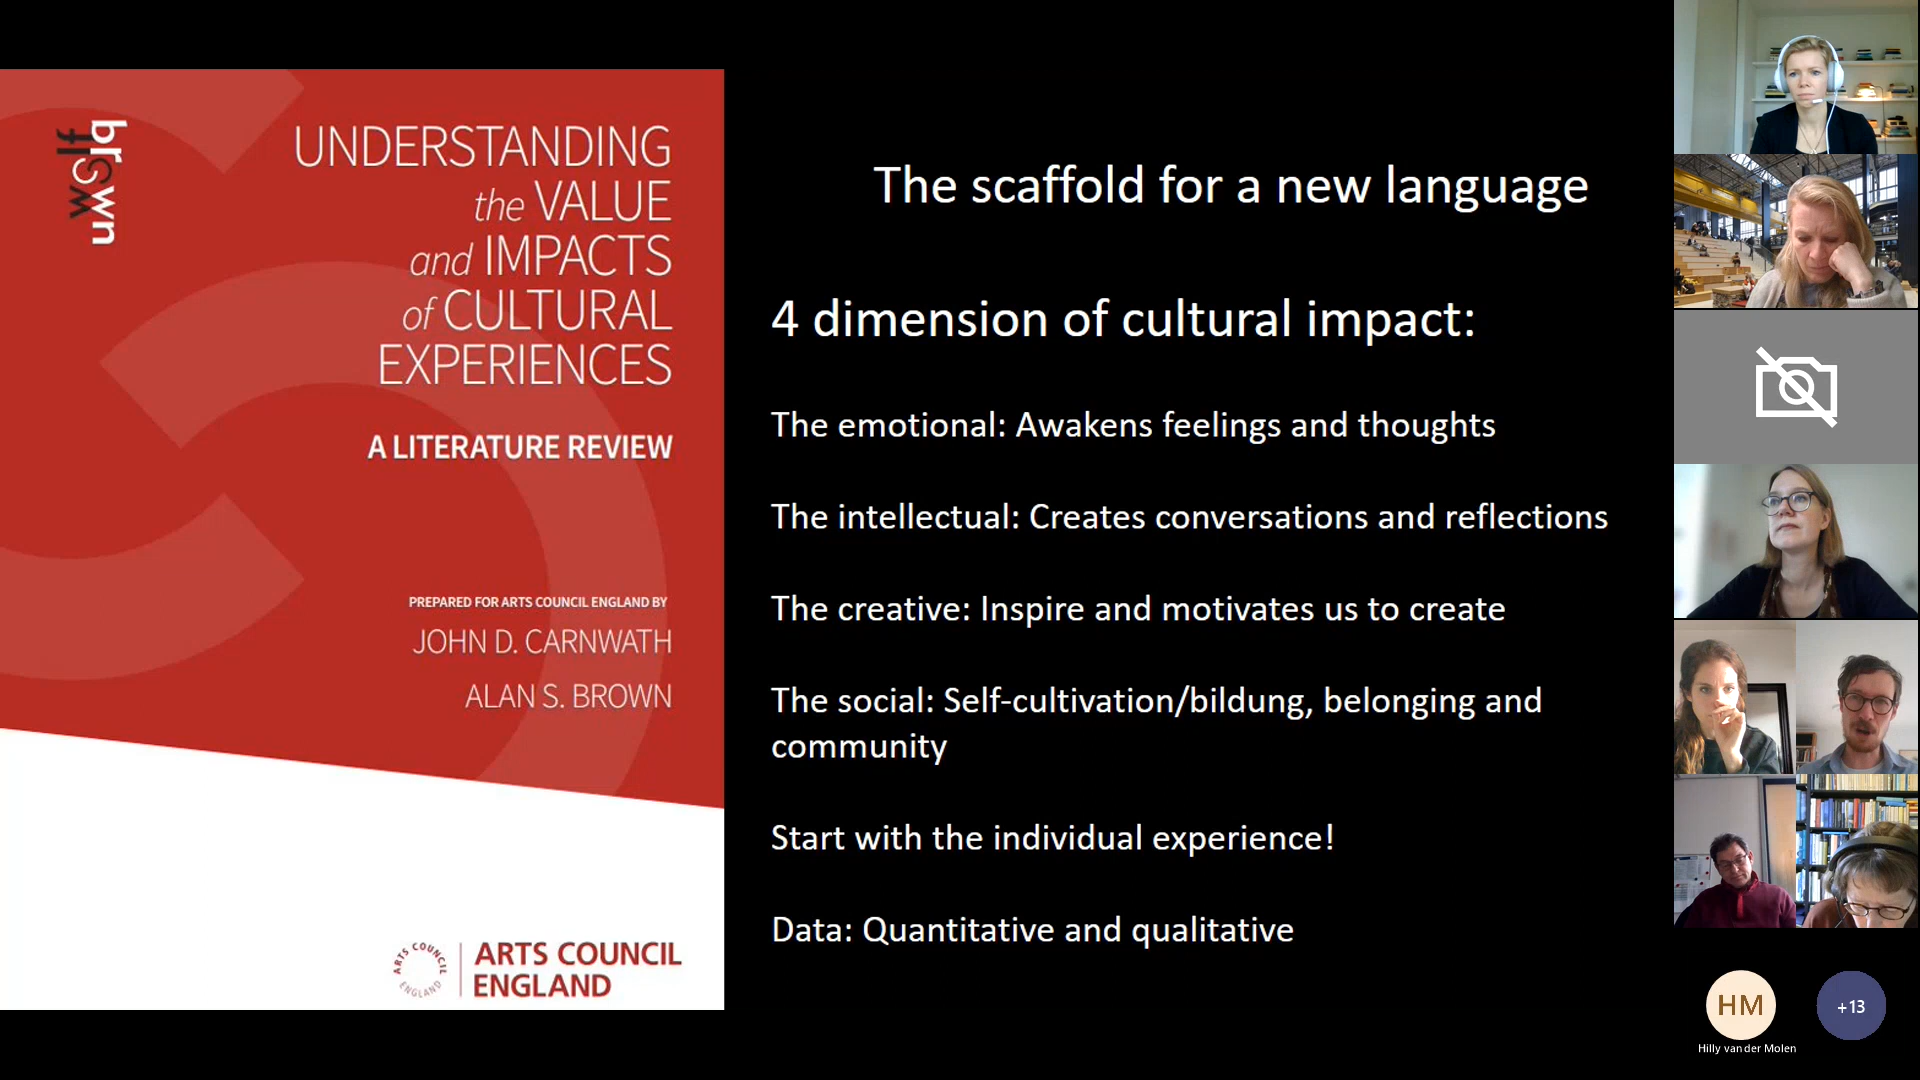 wolf
brown
UNDERSTANDING
the VALUE
and IMPACTS
of CULTURAL
EXPERIENCES
A LITERATURE REVIEW
PREPARED FOR ARTS COUNCIL ENGLAND BY
JOHN D. CARNWATH
ALAN S. BROWN
ARTS COUNCIL
ENGLAND
ARTS COUNCIL
ENGLAND
The scaffold for a new language
4 dimension of cultural impact:
The emotional: Awakens feelings and thoughts
The intellectual: Creates conversations and reflections
The creative: Inspire and motivates us to create
The social: Self-cultivation/bildung, belonging and
community
Start with the individual experience!
Data: Quantitative and qualitative
HM
+13
Hilly van der Molen